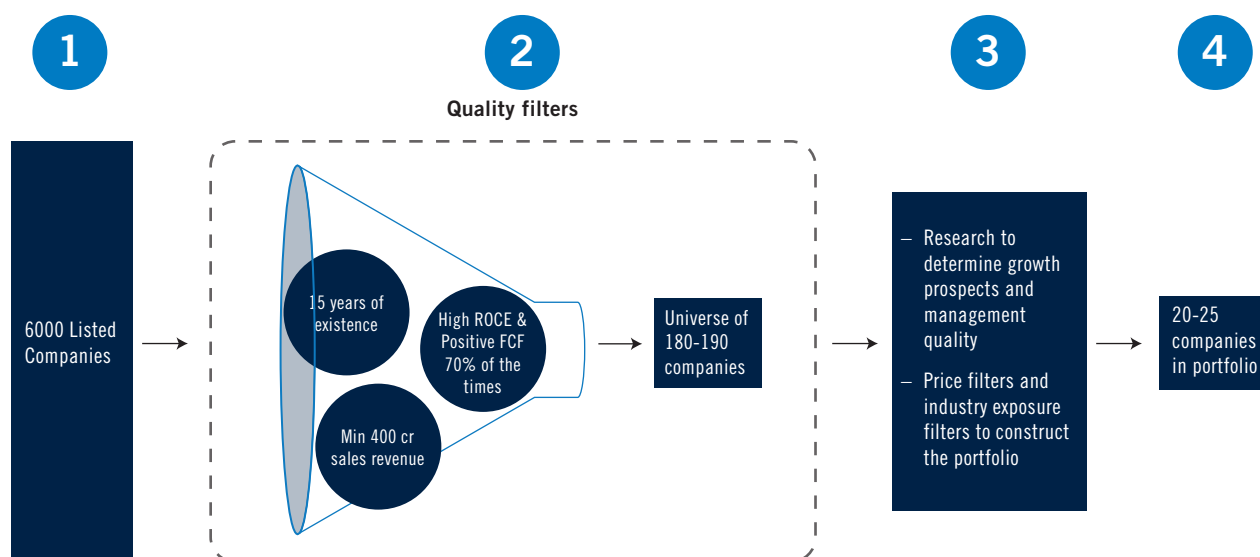 1
2
3
4
Quality filters
6000 Listed
Companies
15 years of
existence
High ROCE &
Positive FCF
70% of the
times
Min 400 cr
sales revenue
Universe of
180-190
companies
– Research to
determine growth
prospects and
management
quality
– Price filters and
industry exposure
filters to construct
the portfolio
20-25
companies
in portfolio